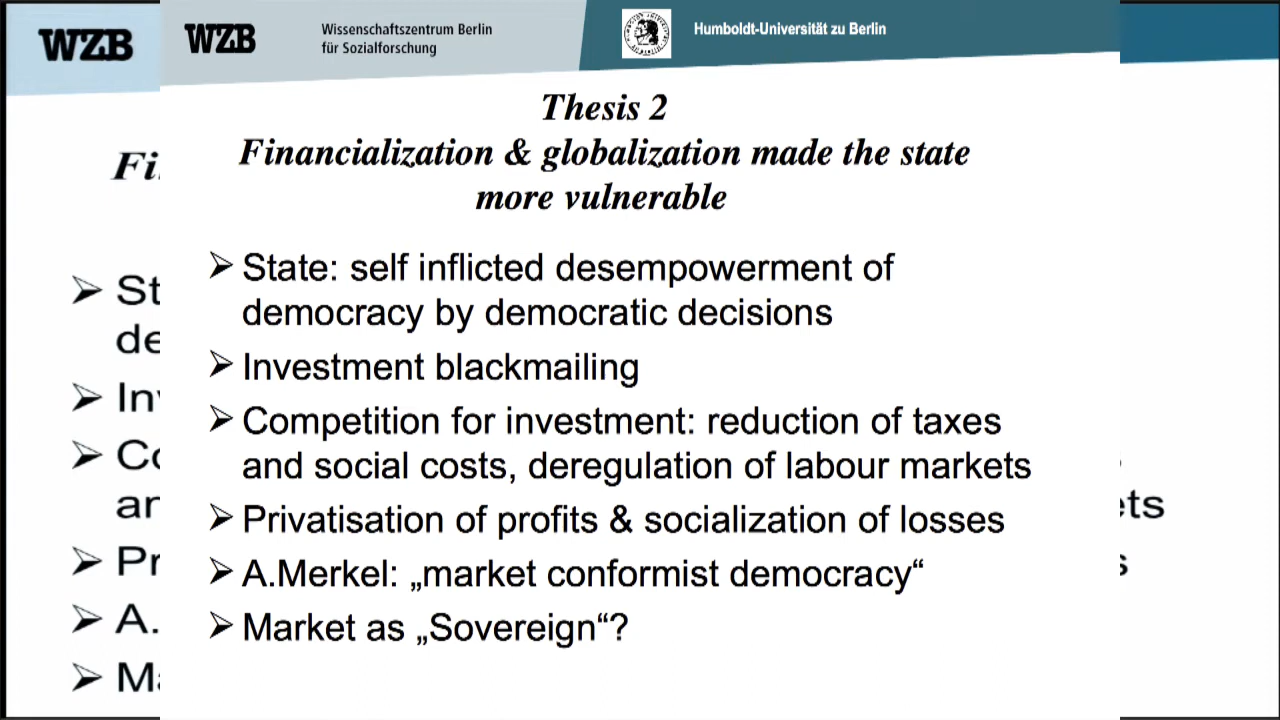 WZB
WZB
Wissenschaftszentrum Berlin
für Sozialforschung
Humboldt-Universität zu Berlin
Thesis 2
Financialization & globalization made the state
more vulnerable
➢ State: self inflicted desempowerment of
democracy by democratic decisions
➢ Investment blackmailing
➢ Competition for investment: reduction of taxes
and social costs, deregulation of labour markets
➢ Privatisation of profits & socialization of losses
➢ A.Merkel: „market conformist democracy“
➢ Market as „Sovereign“?